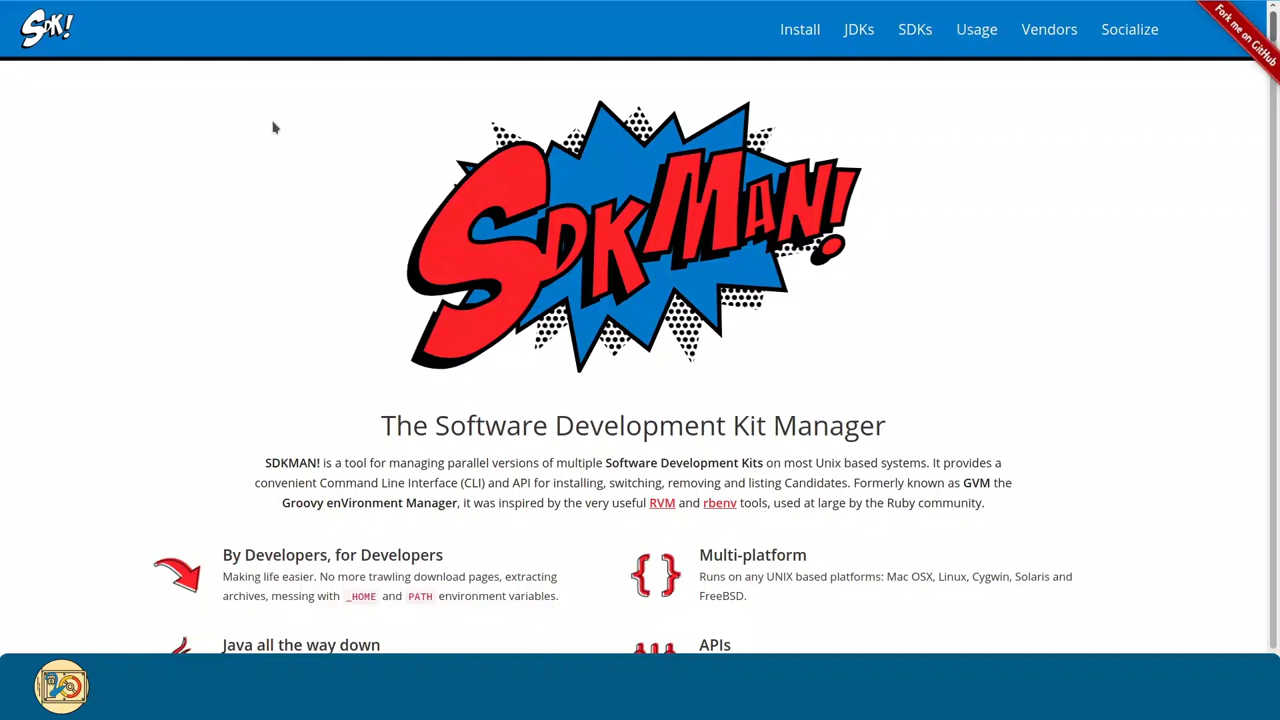 SDK!
Install JDKs SDKs Usage Vendors Socialize
Fork me on GitHub
SDKMAN!
The Software Development Kit Manager
SDKMAN! is a tool for managing parallel versions of multiple Software Development Kits on most Unix based systems. It provides a
convenient Command Line Interface (CLI) and API for installing, switching, removing and listing Candidates. Formerly known as GVM the
Groovy enVironment Manager, it was inspired by the very useful RVM and rbenv tools, used at large by the Ruby community.
By Developers, for Developers
Making life easier. No more trawling download pages, extracting
archives, messing with _HOME and PATH environment variables.
Multi-platform
Runs on any UNIX based platforms: Mac OSX, Linux, Cygwin, Solaris and
FreeBSD.
Java all the way down
APIs